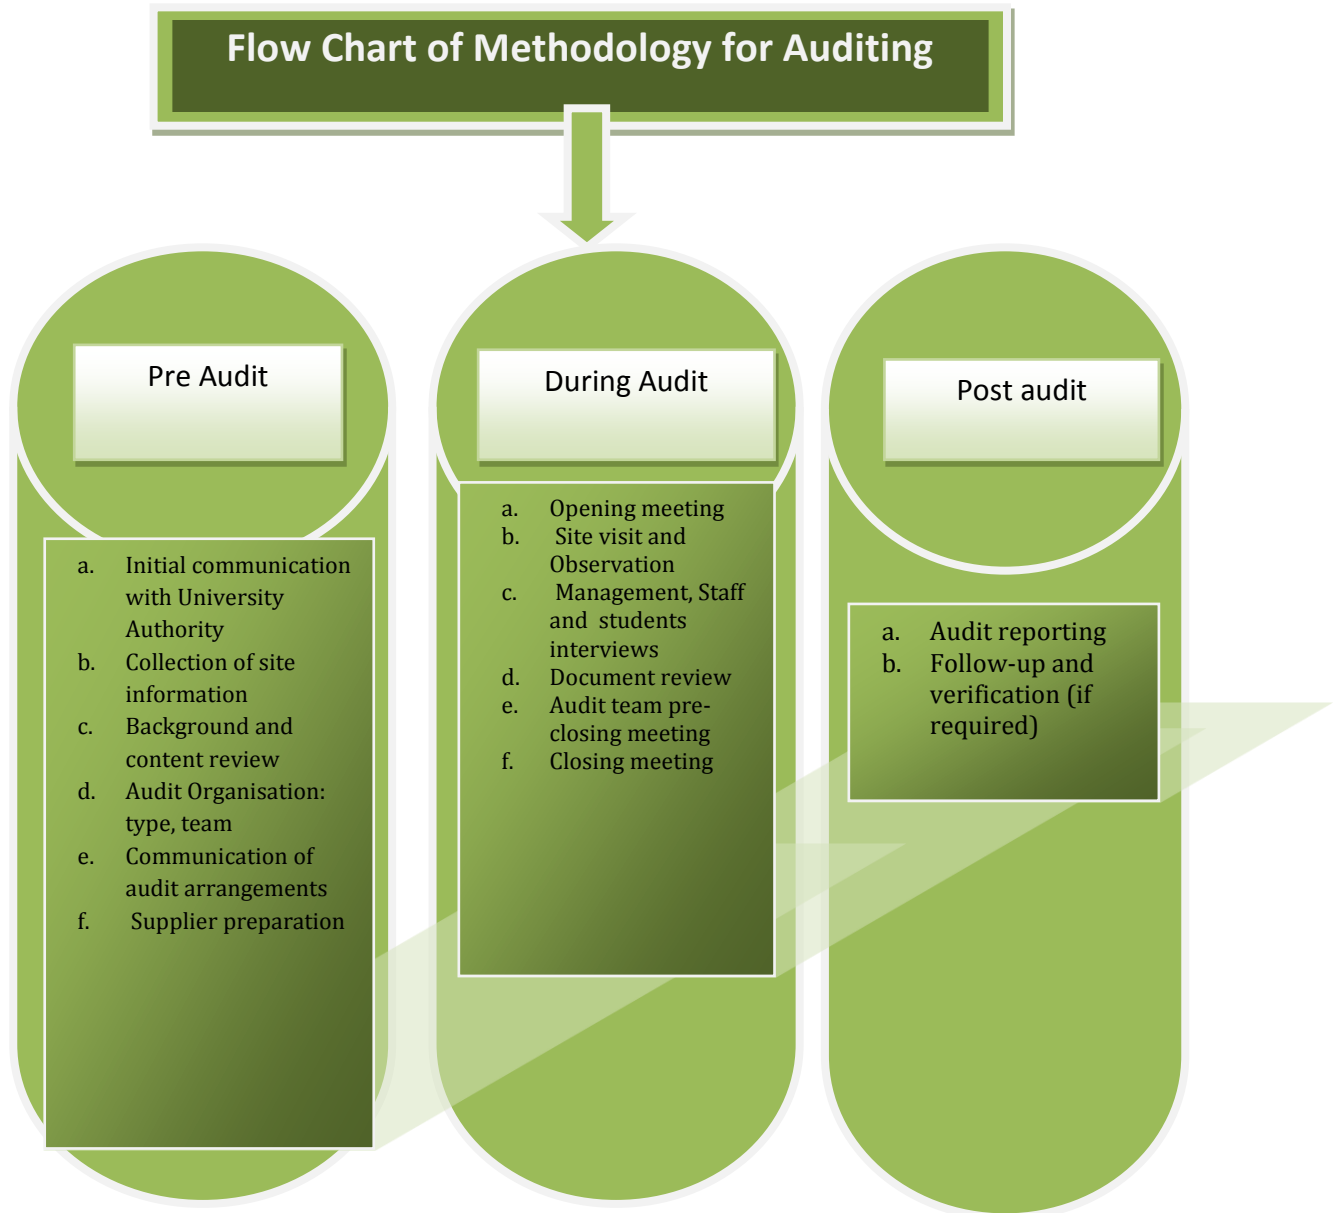 Flow Chart of Methodology for Auditing
Pre Audit
a. Initial communication
with University
Authority
b. Collection of site
information
c. Background and
content review
d. Audit Organisation:
type, team
e. Communication of
audit arrangements
f. Supplier preparation
During Audit
a. Opening meeting
b. Site visit and
Observation
c. Management, Staff
and students
interviews
d. Document review
e. Audit team pre-
closing meeting
f. Closing meeting
Post audit
a. Audit reporting
b. Follow-up and
verification (if
required)